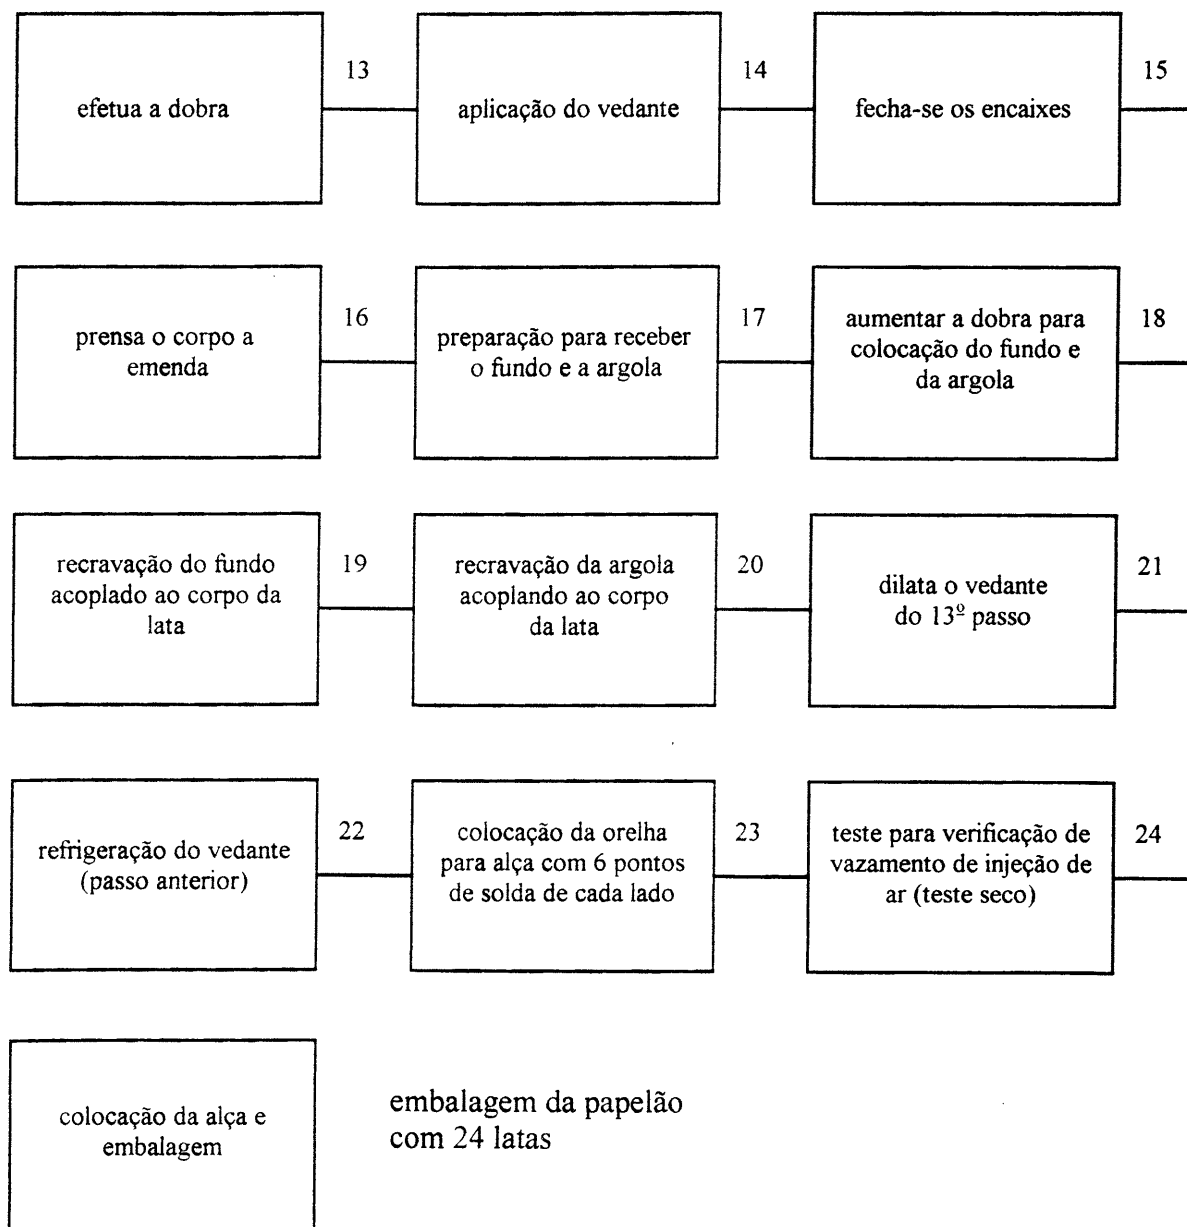 efetua a dobra
13
aplicação do vedante
14
fecha-se os encaixes
15
prensa o corpo a
emenda
16
preparação para receber
o fundo e a argola
17
aumentar a dobra para
colocação do fundo e
da argola
18
recravação do fundo
acoplado ao corpo da
lata
19
recravação da argola
acoplando ao corpo
da lata
20
dilata o vedante
do 13º passo
21
refrigeração do vedante
(passo anterior)
22
colocação da orelha
para alça com 6 pontos
de solda de cada lado
23
teste para verificação de
vazamento de injeção de
ar (teste seco)
24
colocação da alça e
embalagem
embalagem da papelão
com 24 latas